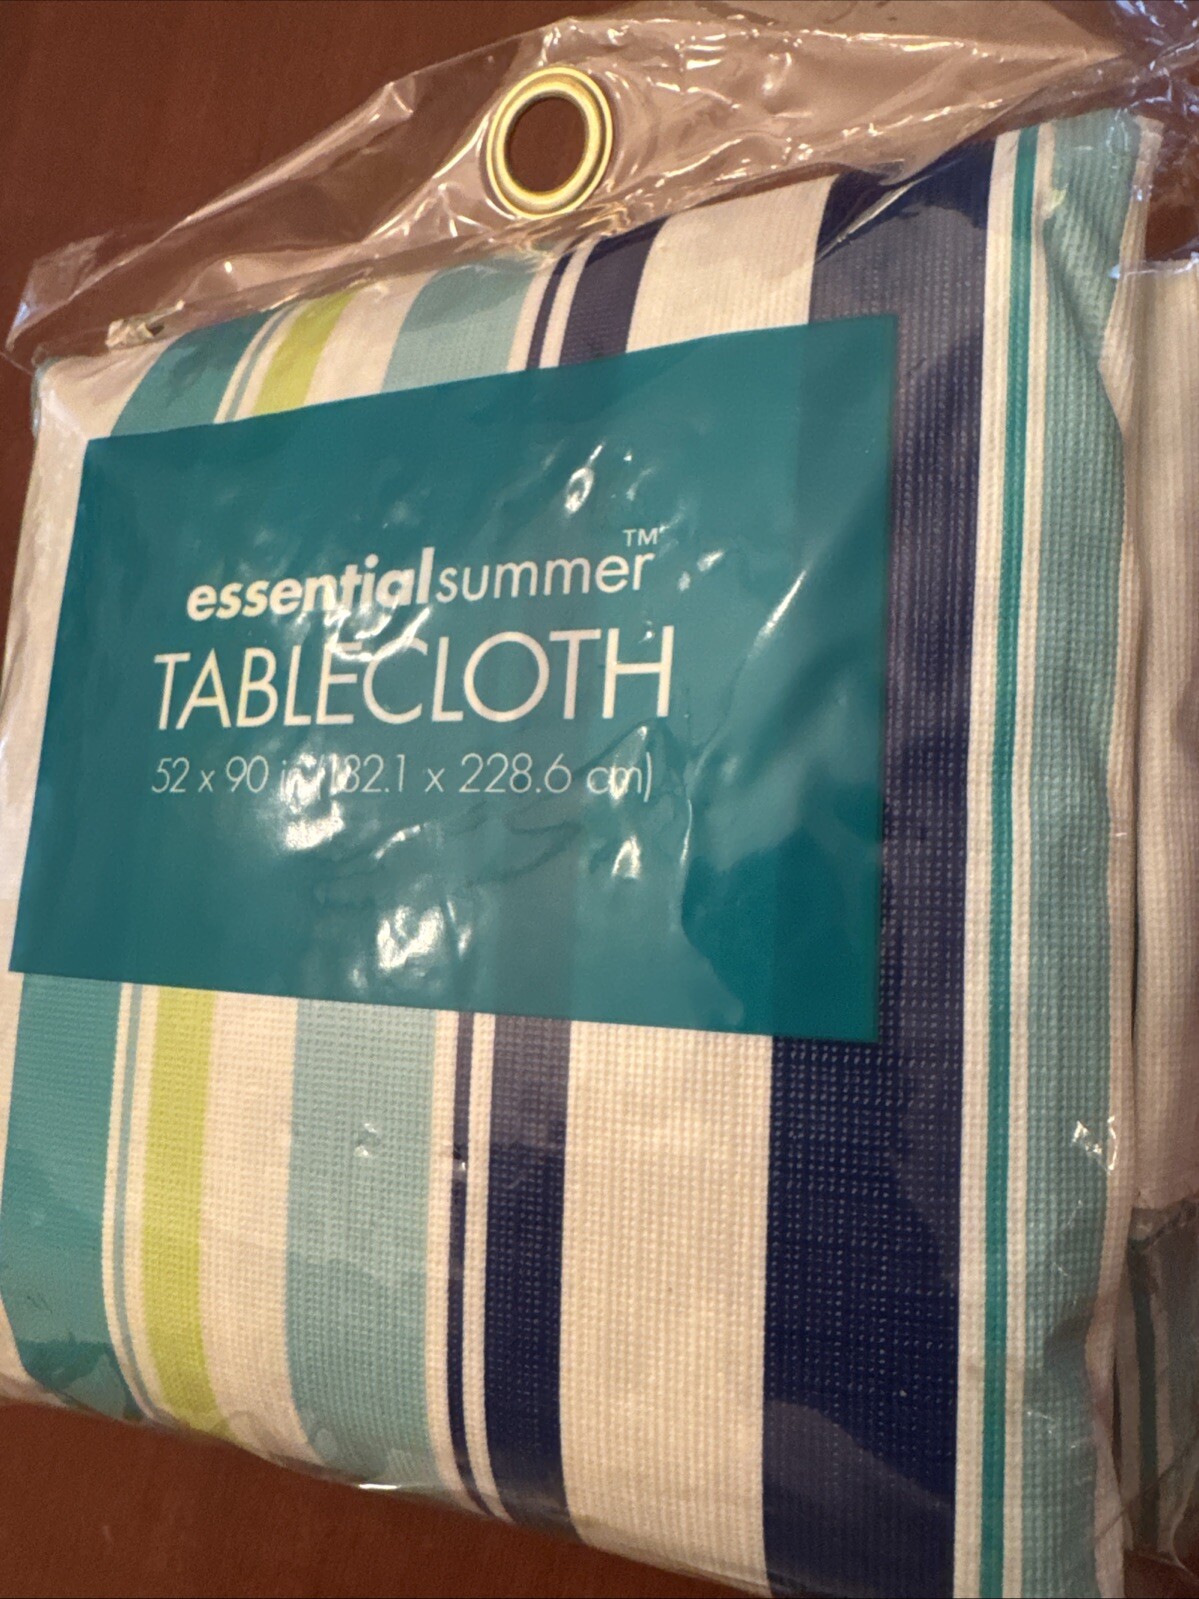 essentialsummer™
TABLECLOTH
52 x 90 in (132.1 x 228.6 cm)